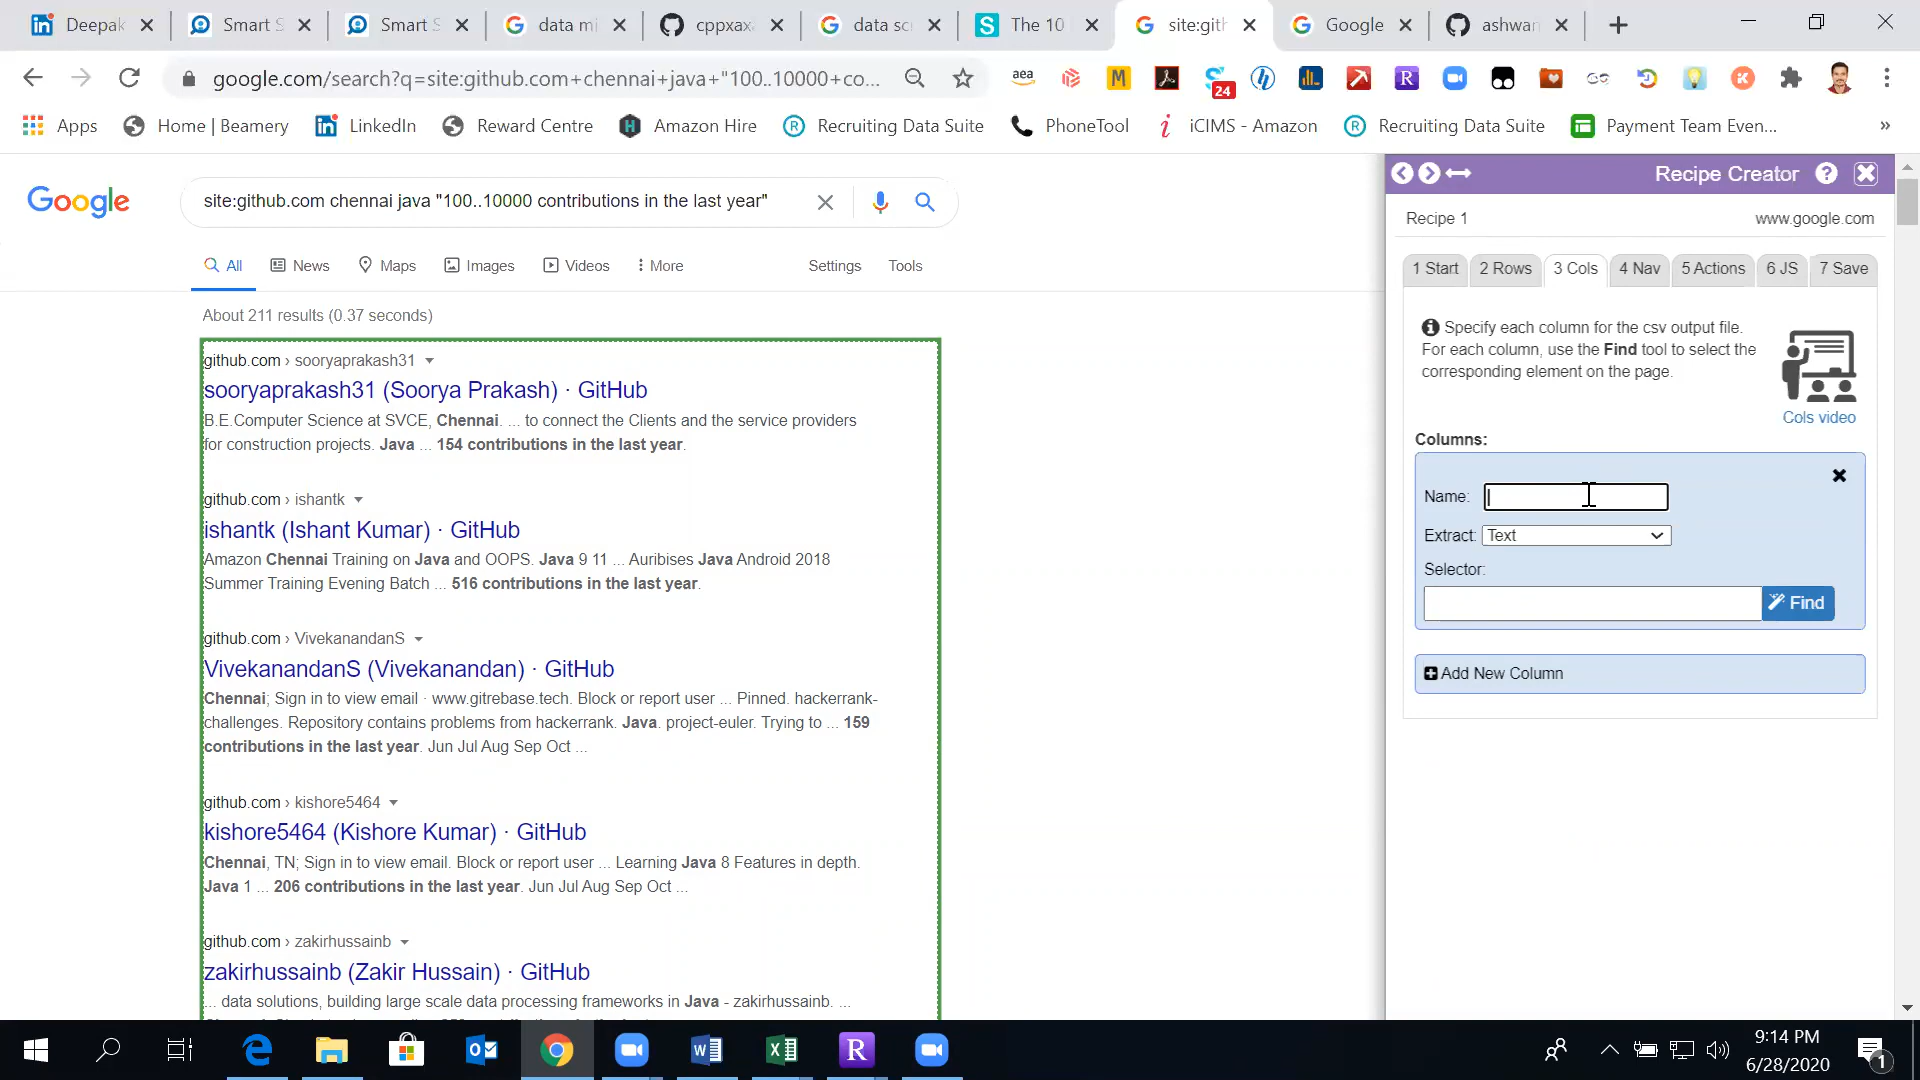 Deepak
Smart S
Smart S
data mi
cppxax
data sc
The 10
site:gith
Google
ashwan
google.com/search?q=site:github.com+chennai+java+"100..10000+co...
aea
M
24
R
K
Apps
Home | Beamery
LinkedIn
Reward Centre
Amazon Hire
Recruiting Data Suite
PhoneTool
iCIMS - Amazon
Recruiting Data Suite
Payment Team Even...
»
Google
site:github.com chennai java "100..10000 contributions in the last year"
All
News
Maps
Images
Videos
More
Settings
Tools
About 211 results (0.37 seconds)
github.com › sooryaprakash31
sooryaprakash31 (Soorya Prakash) · GitHub
B.E.Computer Science at SVCE, Chennai. ... to connect the Clients and the service providers
for construction projects. Java ... 154 contributions in the last year.
github.com › ishantk
ishantk (Ishant Kumar) · GitHub
Amazon Chennai Training on Java and OOPS. Java 9 11 ... Auribises Java Android 2018
Summer Training Evening Batch ... 516 contributions in the last year.
github.com › VivekanandanS
VivekanandanS (Vivekanandan) · GitHub
Chennai; Sign in to view email · www.gitrebase.tech. Block or report user ... Pinned. hackerrank-
challenges. Repository contains problems from hackerrank. Java. project-euler. Trying to ... 159
contributions in the last year. Jun Jul Aug Sep Oct ...
github.com › kishore5464
kishore5464 (Kishore Kumar) · GitHub
Chennai, TN; Sign in to view email. Block or report user ... Learning Java 8 Features in depth.
Java 1 ... 206 contributions in the last year. Jun Jul Aug Sep Oct ...
github.com › zakirhussainb
zakirhussainb (Zakir Hussain) · GitHub
... data solutions, building large scale data processing frameworks in Java - zakirhussainb. ...
Recipe Creator
Recipe 1
www.google.com
1 Start
2 Rows
3 Cols
4 Nav
5 Actions
6 JS
7 Save
Specify each column for the csv output file.
For each column, use the Find tool to select the
corresponding element on the page.
Cols video
Columns:
Name:
Extract: Text
Selector:
Find
Add New Column
9:14 PM
6/28/2020
1